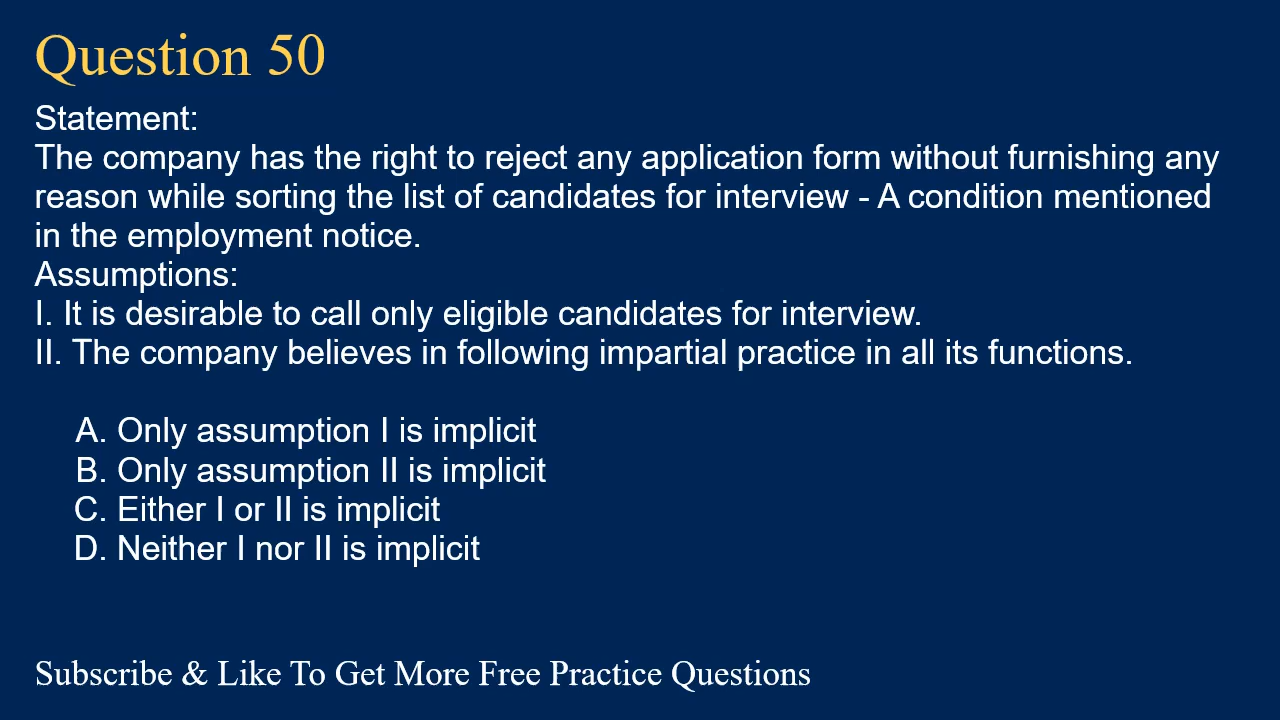 Question 50
Statement:
The company has the right to reject any application form without furnishing any
reason while sorting the list of candidates for interview - A condition mentioned
in the employment notice.
Assumptions:
I. It is desirable to call only eligible candidates for interview.
II. The company believes in following impartial practice in all its functions.
A. Only assumption I is implicit
B. Only assumption II is implicit
C. Either I or II is implicit
D. Neither I nor II is implicit
Subscribe & Like To Get More Free Practice Questions